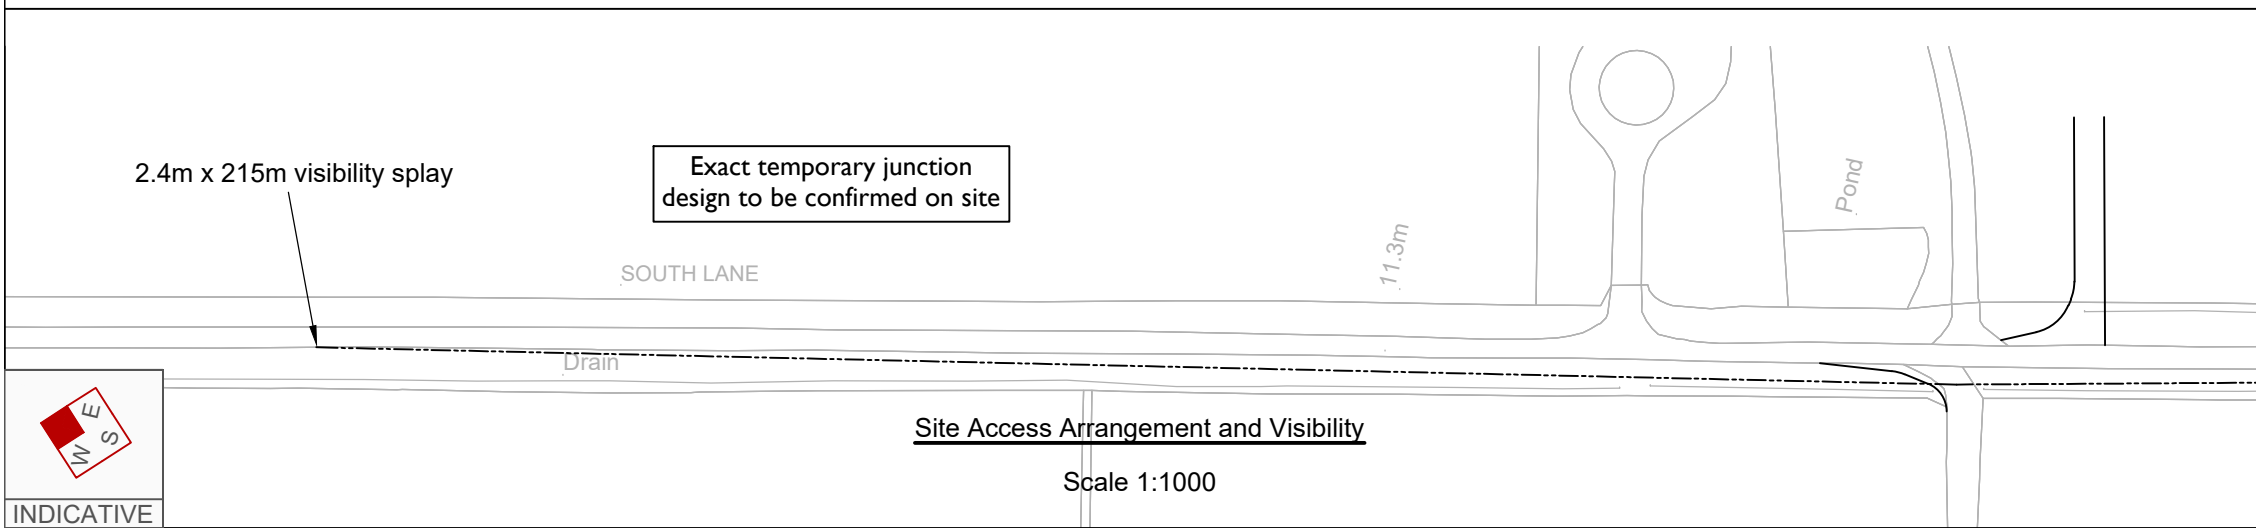 2.4m x 215m visibility splay
Exact temporary junction
design to be confirmed on site
SOUTH LANE
11.3m
Pond
Drain
Site Access Arrangement and Visibility
Scale 1:1000
E
S
W
INDICATIVE